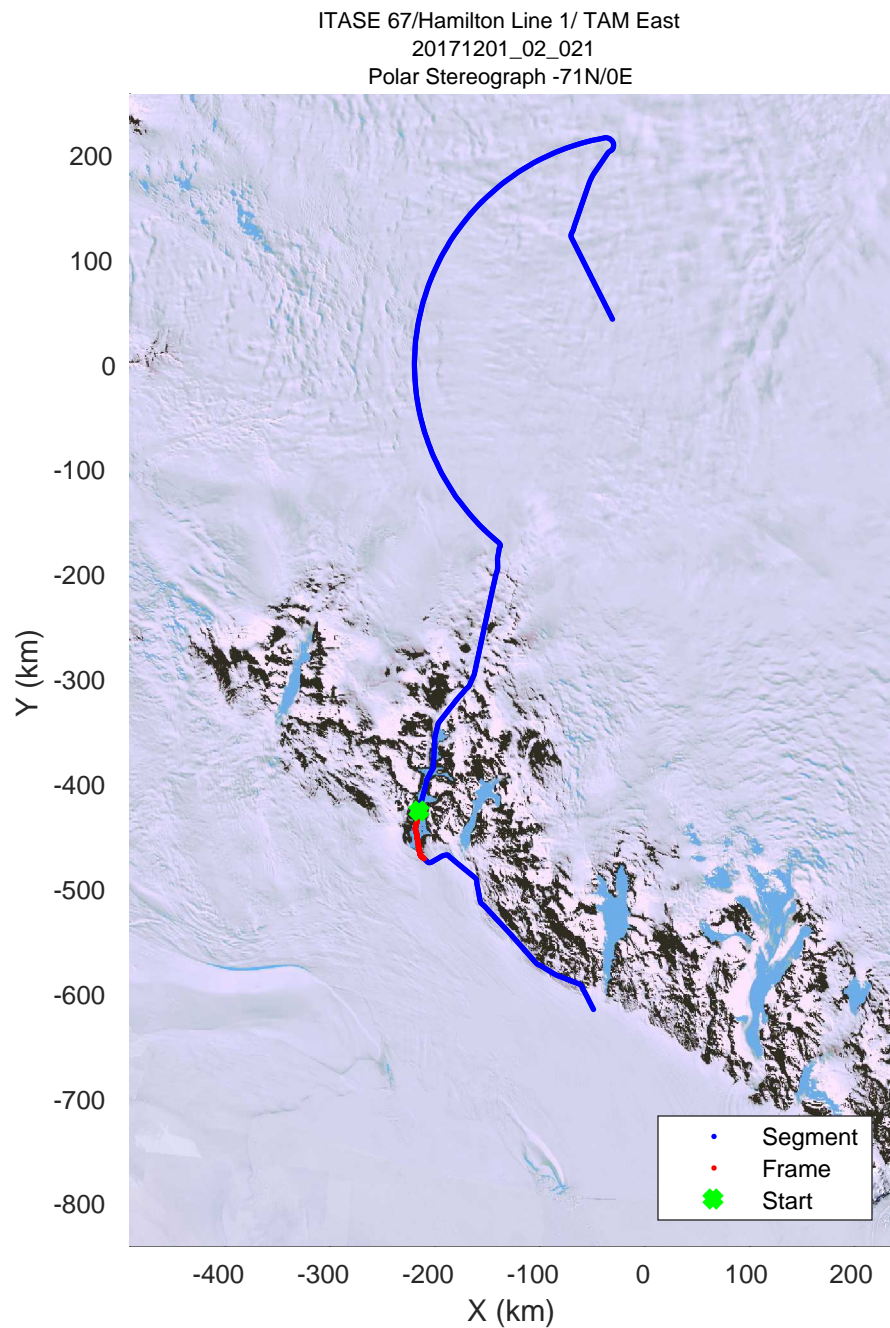 ITASE 67/Hamilton Line 1/ TAM East
20171201_02_021
Polar Stereograph -71N/0E
200
100
0
-100
-200
-300
-400
-500
-600
-700
-800
Y (km)
Segment
Frame
Start
-400 -300 -200 -100 0 100 200
X (km)